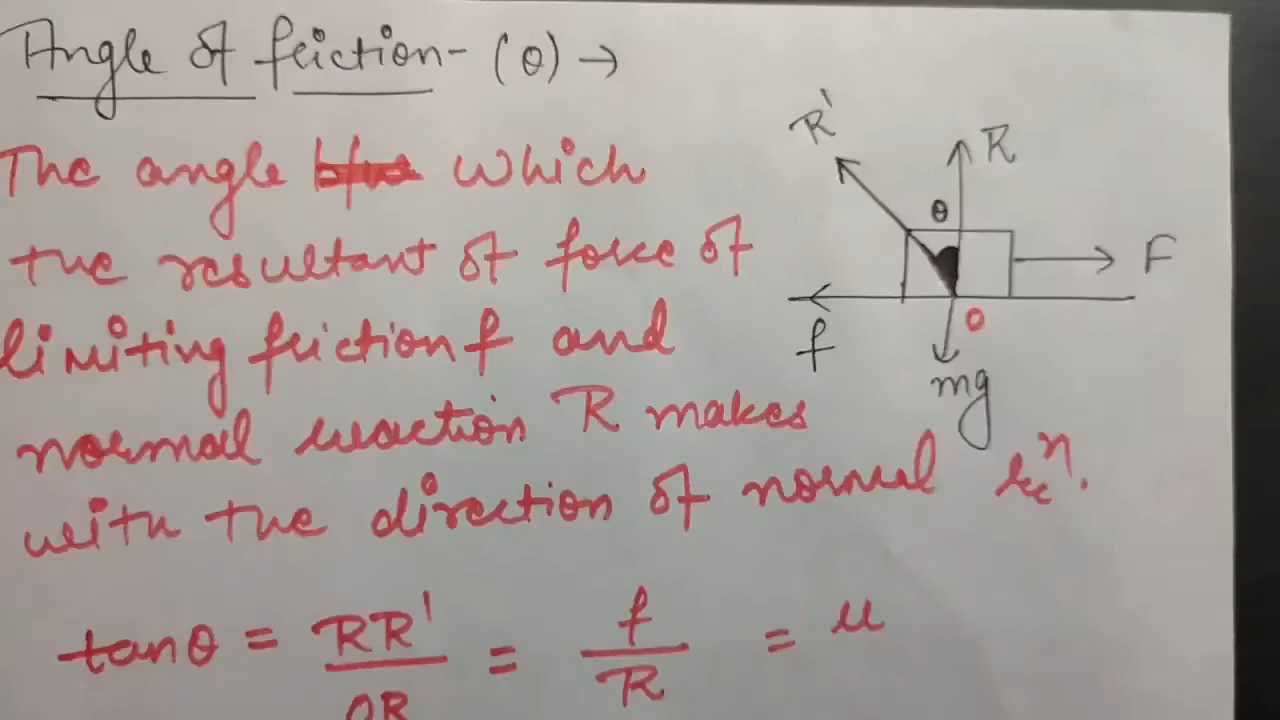 Angle of friction- (θ) →
The angle which
the resultant of force of
limiting friction f and
normal reaction R makes
with the direction of normal rcⁿ.
tanθ = RR' / OR = f / R = μ
R'
R
θ
F
f
O
mg